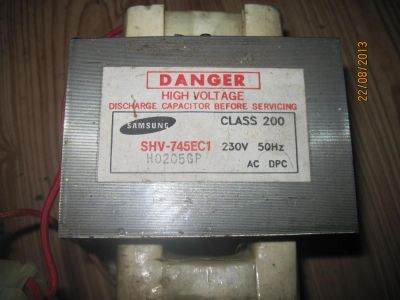 DANGER
HIGH VOLTAGE
DISCHARGE CAPACITOR BEFORE SERVICING
SAMSUNG CLASS 200
SHV-745EC1 230V 50Hz
H0205GP AC DPC
22/08/2013